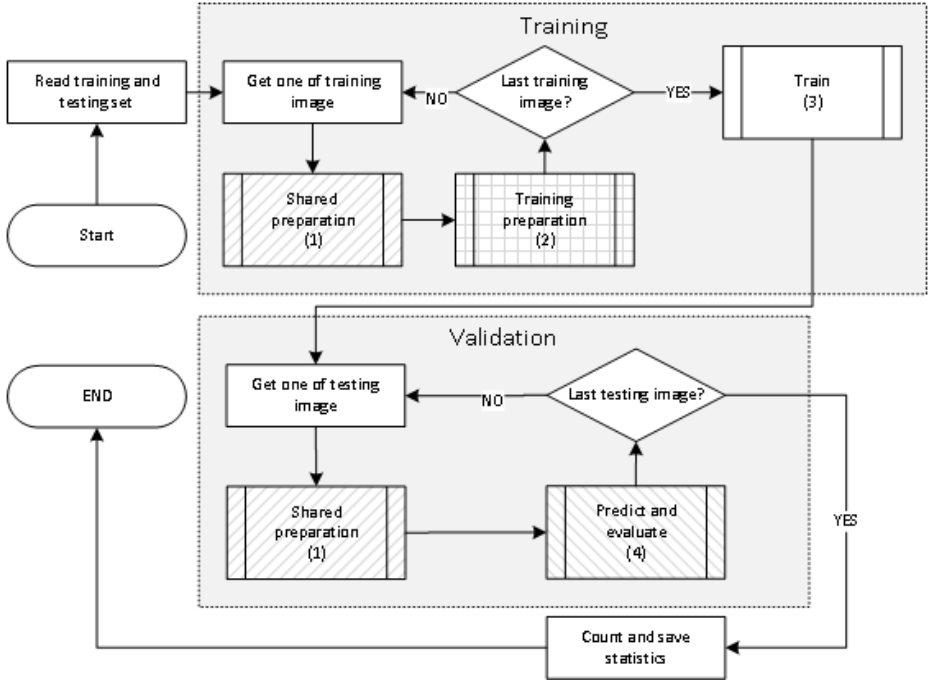 Training
Read training and
testing set
Get one of training
image
Last training
image?
NO
YES
Train
(3)
Shared
preparation
(1)
Training
preparation
(2)
Start
Validation
END
Get one of testing
image
NO
Last testing image?
YES
Shared
preparation
(1)
Predict and
evaluate
(4)
Count and save
statistics